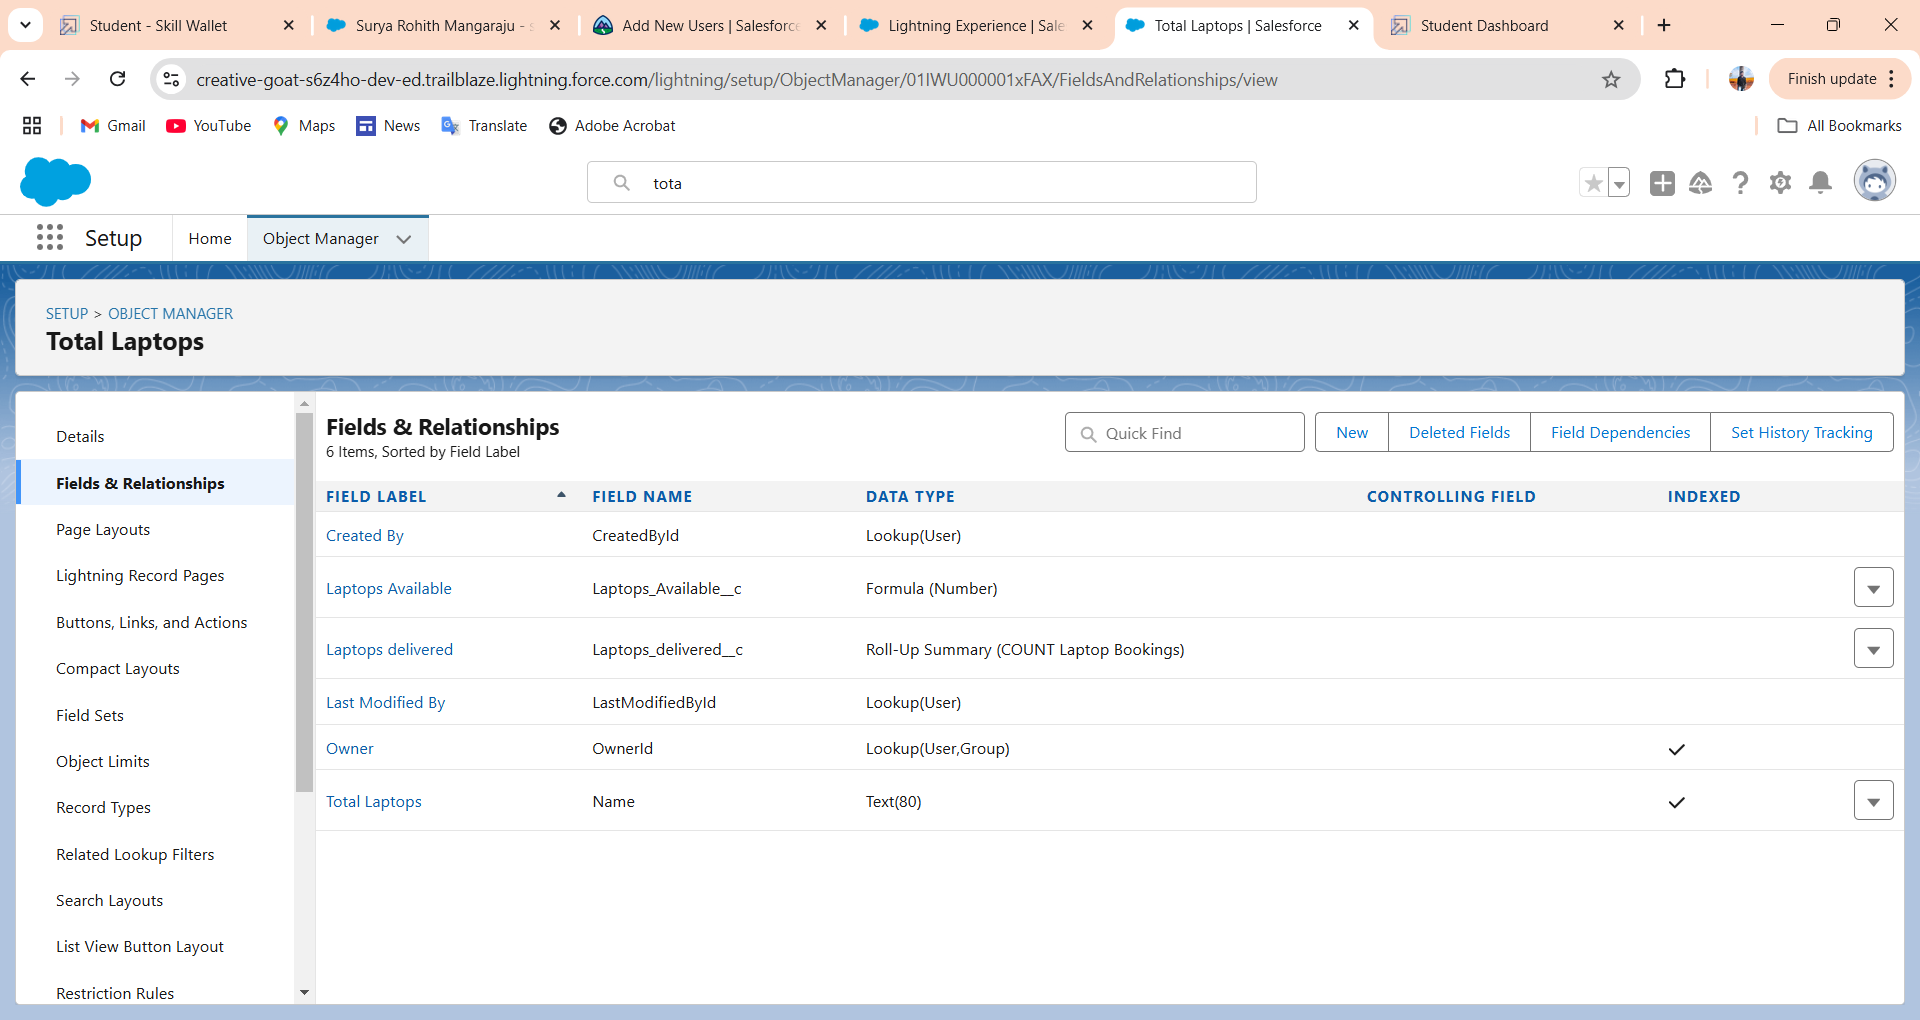 Student - Skill Wallet
Surya Rohith Mangaraju - s
Add New Users | Salesforce
Lightning Experience | Sale
Total Laptops | Salesforce
Student Dashboard
creative-goat-s6z4ho-dev-ed.trailblaze.lightning.force.com/lightning/setup/ObjectManager/01IWU000001xFAX/FieldsAndRelationships/view
Finish update
Gmail
YouTube
Maps
News
Translate
Adobe Acrobat
All Bookmarks
tota
Setup
Home
Object Manager
SETUP > OBJECT MANAGER
Total Laptops
Details
Fields & Relationships
Page Layouts
Lightning Record Pages
Buttons, Links, and Actions
Compact Layouts
Field Sets
Object Limits
Record Types
Related Lookup Filters
Search Layouts
List View Button Layout
Restriction Rules
Fields & Relationships
6 Items, Sorted by Field Label
Quick Find
New
Deleted Fields
Field Dependencies
Set History Tracking
FIELD LABEL FIELD NAME DATA TYPE CONTROLLING FIELD INDEXED
Created By CreatedById Lookup(User)
Laptops Available Laptops_Available__c Formula (Number)
Laptops delivered Laptops_delivered__c Roll-Up Summary (COUNT Laptop Bookings)
Last Modified By LastModifiedById Lookup(User)
Owner OwnerId Lookup(User,Group)
Total Laptops Name Text(80)